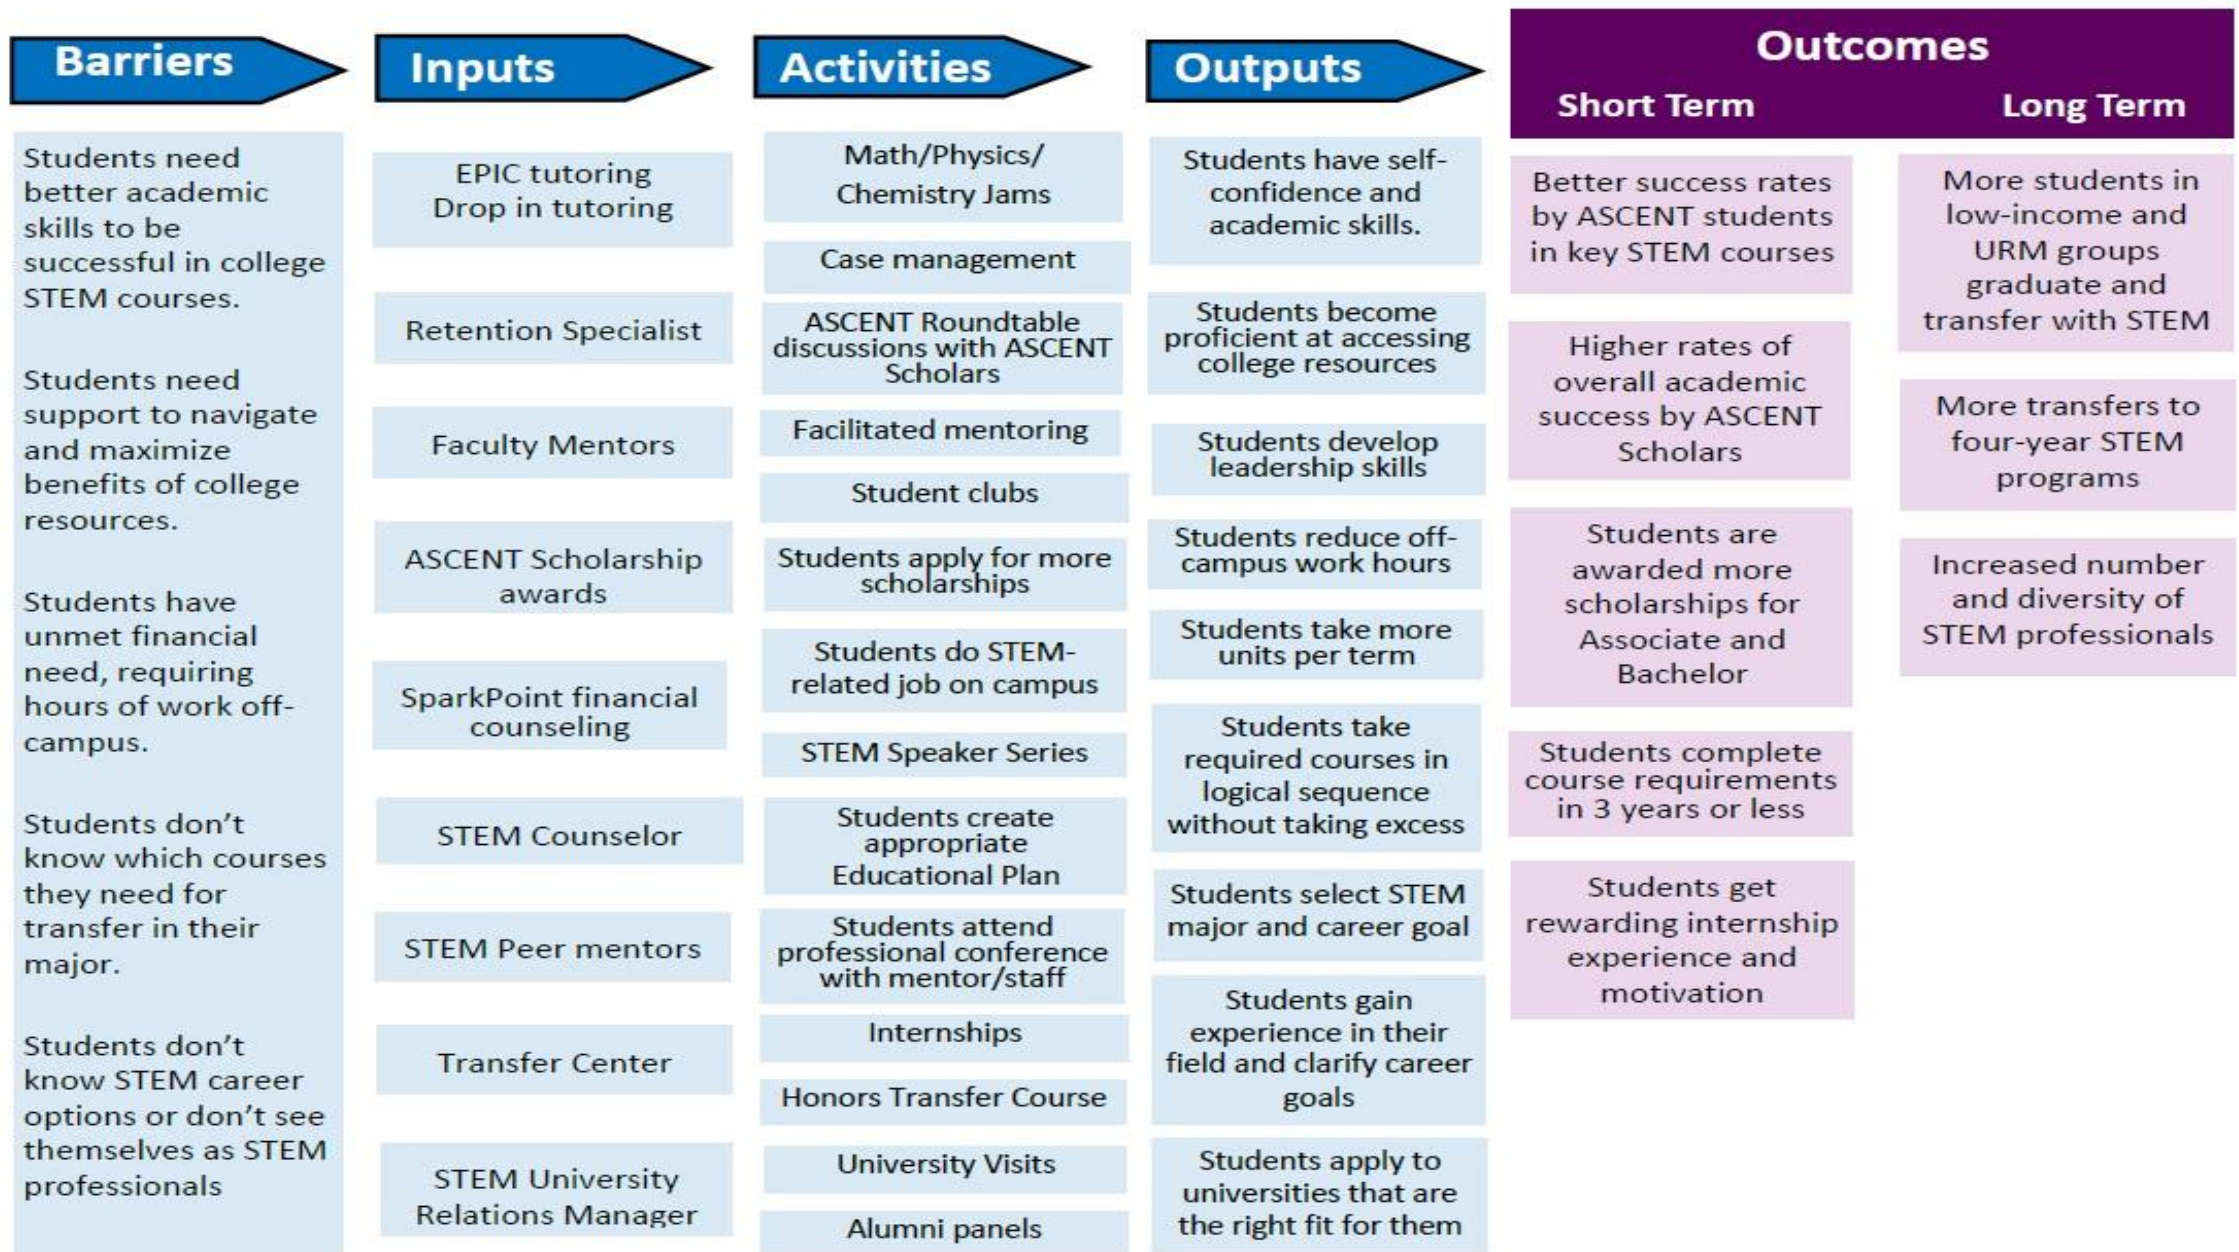 Barriers
Students need
better academic
skills to be
successful in college
STEM courses.
Students need
support to navigate
and maximize
benefits of college
resources.
Students have
unmet financial
need, requiring
hours of work off-
campus.
Students don’t
know which courses
they need for
transfer in their
major.
Students don’t
know STEM career
options or don’t see
themselves as STEM
professionals
Inputs
EPIC tutoring
Drop in tutoring
Retention Specialist
Faculty Mentors
ASCENT Scholarship
awards
SparkPoint financial
counseling
STEM Counselor
STEM Peer mentors
Transfer Center
STEM University
Relations Manager
Activities
Math/Physics/
Chemistry Jams
Case management
ASCENT Roundtable
discussions with ASCENT
Scholars
Facilitated mentoring
Student clubs
Students apply for more
scholarships
Students do STEM-
related job on campus
STEM Speaker Series
Students create
appropriate
Educational Plan
Students attend
professional conference
with mentor/staff
Internships
Honors Transfer Course
University Visits
Alumni panels
Outputs
Students have self-
confidence and
academic skills.
Students become
proficient at accessing
college resources
Students develop
leadership skills
Students reduce off-
campus work hours
Students take more
units per term
Students take
required courses in
logical sequence
without taking excess
Students select STEM
major and career goal
Students gain
experience in their
field and clarify career
goals
Students apply to
universities that are
the right fit for them
Outcomes
Short Term
Better success rates
by ASCENT students
in key STEM courses
Higher rates of
overall academic
success by ASCENT
Scholars
Students are
awarded more
scholarships for
Associate and
Bachelor
Students complete
course requirements
in 3 years or less
Students get
rewarding internship
experience and
motivation
Long Term
More students in
low-income and
URM groups
graduate and
transfer with STEM
More transfers to
four-year STEM
programs
Increased number
and diversity of
STEM professionals